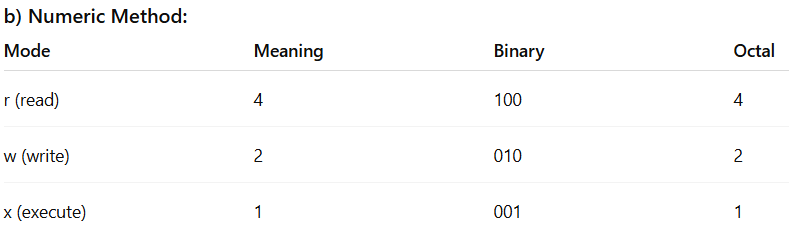 b) Numeric Method:
Mode Meaning Binary Octal
r (read) 4 100 4
w (write) 2 010 2
x (execute) 1 001 1